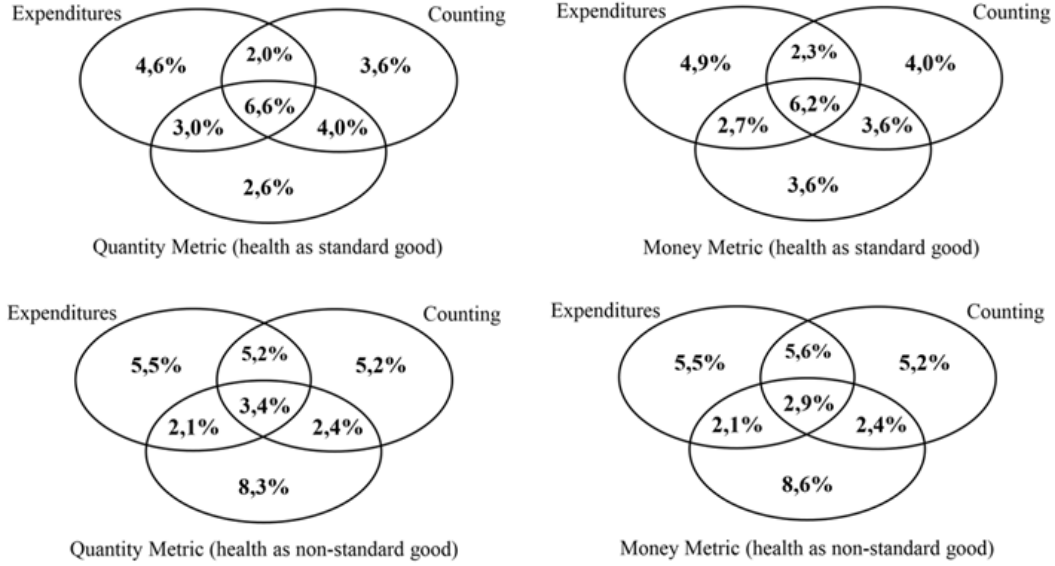 Expenditures
Counting
4,6%
2,0%
3,6%
6,6%
3,0%
4,0%
2,6%
Quantity Metric (health as standard good)
Expenditures
Counting
4,9%
2,3%
4,0%
6,2%
2,7%
3,6%
3,6%
Money Metric (health as standard good)
Expenditures
Counting
5,5%
5,2%
5,2%
3,4%
2,1%
2,4%
8,3%
Quantity Metric (health as non-standard good)
Expenditures
Counting
5,5%
5,6%
5,2%
2,9%
2,1%
2,4%
8,6%
Money Metric (health as non-standard good)